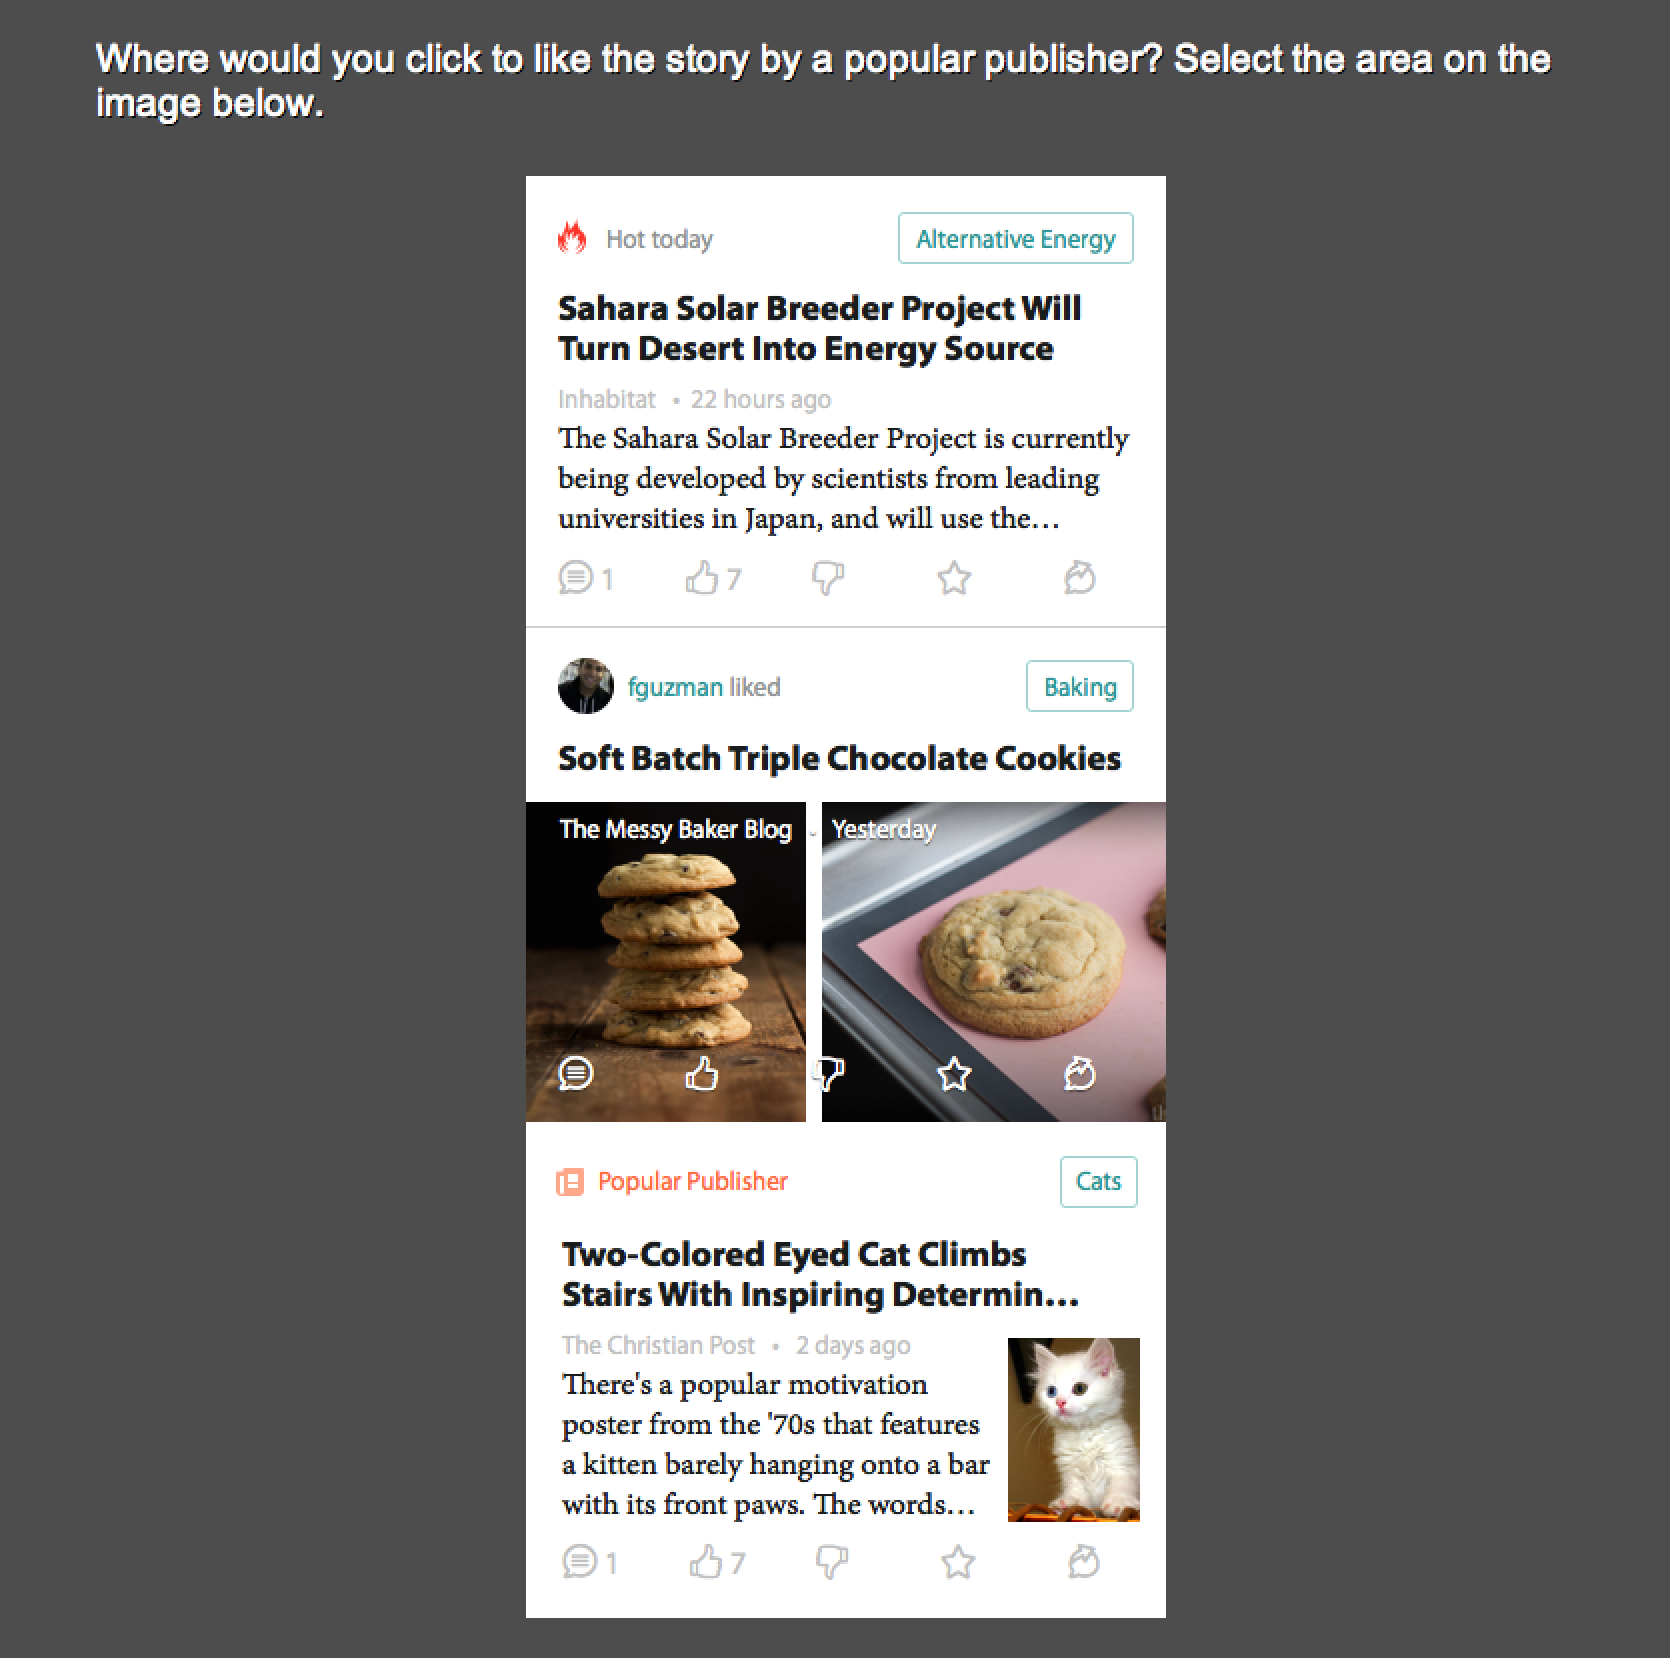 Where would you click to like the story by a popular publisher? Select the area on the
image below.
Hot today
Alternative Energy
Sahara Solar Breeder Project Will
Turn Desert Into Energy Source
Inhabitat • 22 hours ago
The Sahara Solar Breeder Project is currently
being developed by scientists from leading
universities in Japan, and will use the...
1
7
fguzman liked
Baking
Soft Batch Triple Chocolate Cookies
The Messy Baker Blog
Yesterday
Popular Publisher
Cats
Two-Colored Eyed Cat Climbs
Stairs With Inspiring Determin...
The Christian Post • 2 days ago
There's a popular motivation
poster from the '70s that features
a kitten barely hanging onto a bar
with its front paws. The words...
1
7